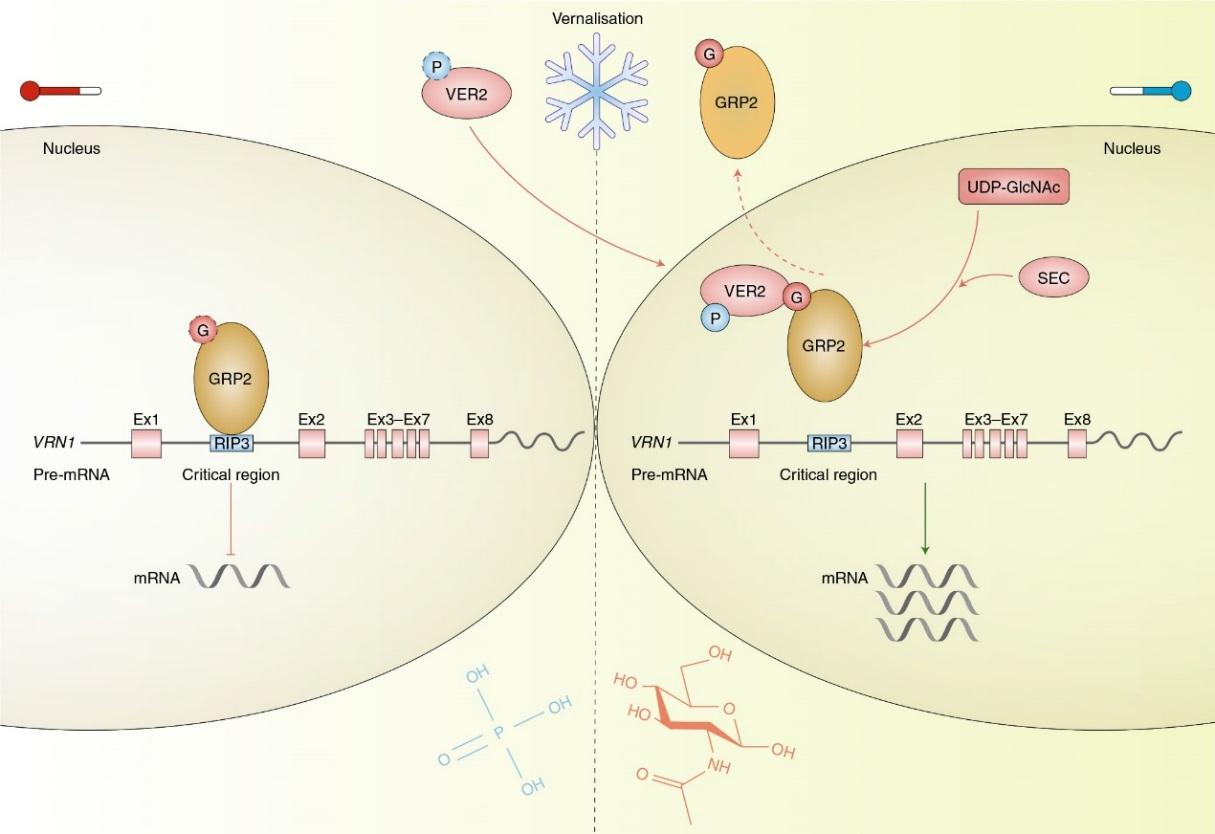 Vernalisation
P
VER2
G
GRP2
Nucleus
Nucleus
UDP-GlcNAc
SEC
VER2
G
P
GRP2
G
GRP2
Ex1
Ex2
Ex3–Ex7
Ex8
VRN1
RIP3
Pre-mRNA
Critical region
mRNA
Ex1
Ex2
Ex3–Ex7
Ex8
VRN1
RIP3
Pre-mRNA
Critical region
mRNA
OH
OH
P
O
OH
OH
HO
O
HO
OH
NH
O